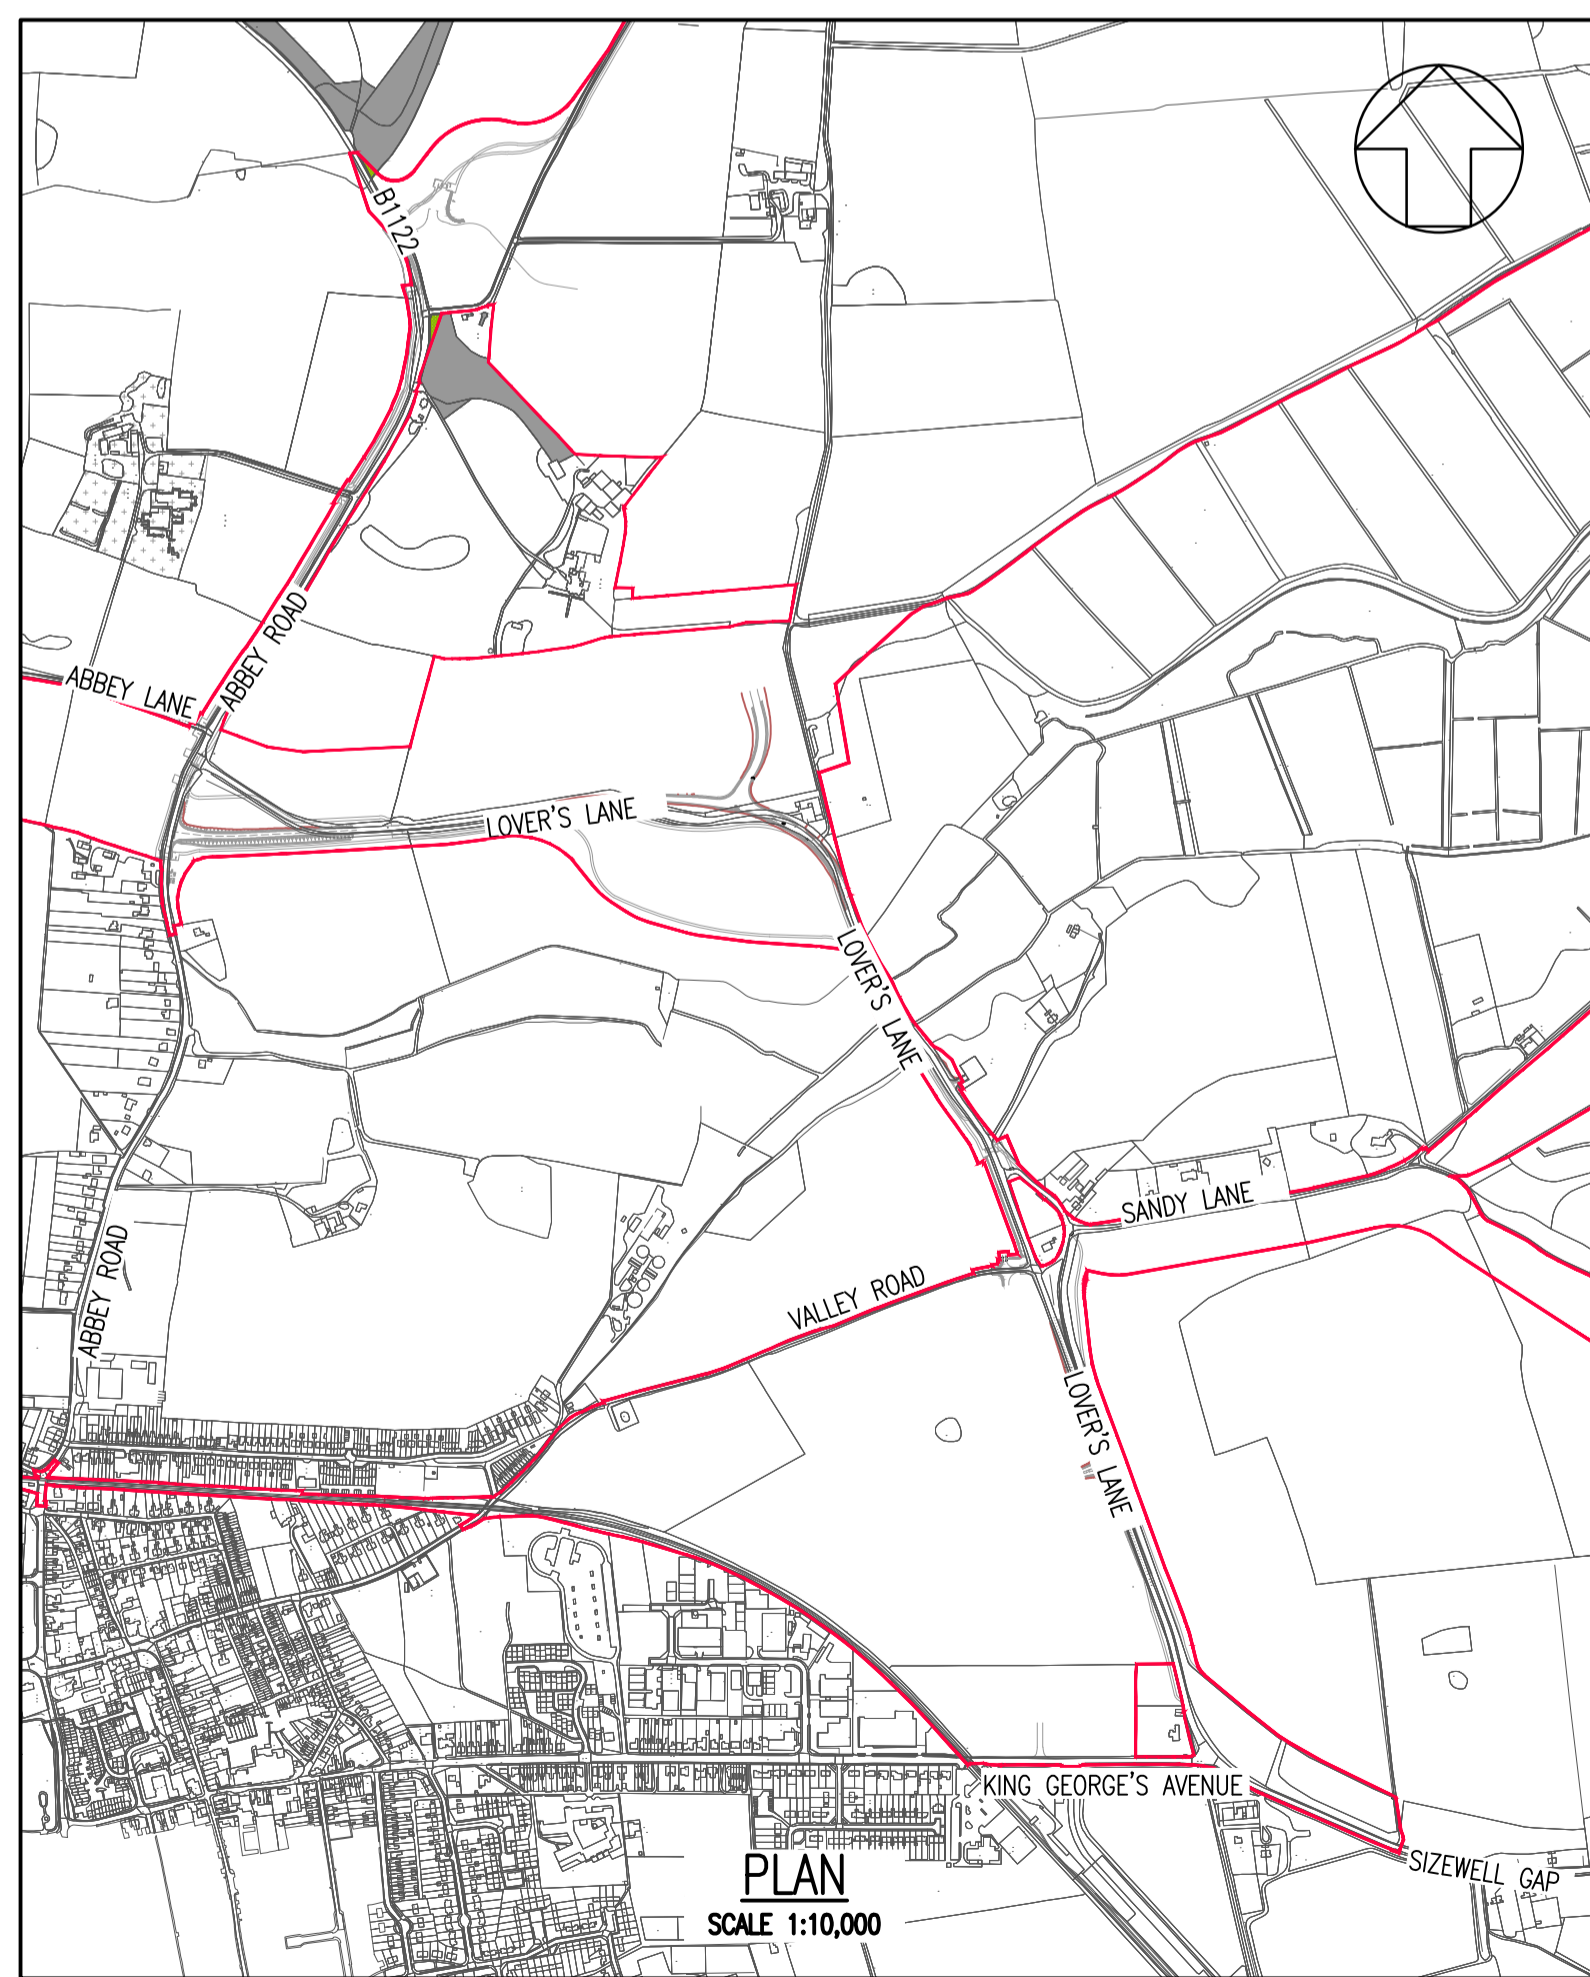 B1122
ABBEY ROAD
ABBEY LANE
LOVER'S LANE
LOVER'S LANE
SANDY LANE
ABBEY ROAD
VALLEY ROAD
LOVER'S LANE
KING GEORGE'S AVENUE
SIZEWELL GAP
PLAN
SCALE 1:10,000